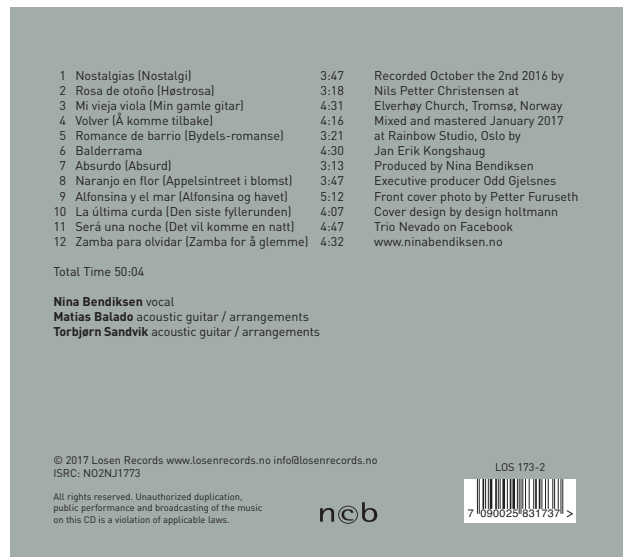 1 Nostalgias (Nostalgi) 3:47
2 Rosa de otoño (Høstrosa) 3:18
3 Mi vieja viola (Min gamle gitar) 4:31
4 Volver (Å komme tilbake) 4:16
5 Romance de barrio (Bydels-romanse) 3:21
6 Balderrama 4:30
7 Absurdo (Absurd) 3:13
8 Naranjo en flor (Appelsintreet i blomst) 3:47
9 Alfonsina y el mar (Alfonsina og havet) 5:12
10 La última curda (Den siste fyllerunden) 4:07
11 Será una noche (Det vil komme en natt) 4:47
12 Zamba para olvidar (Zamba for å glemme) 4:32
Total Time 50:04
Nina Bendiksen vocal
Matias Balado acoustic guitar / arrangements
Torbjørn Sandvik acoustic guitar / arrangements
Recorded October the 2nd 2016 by
Nils Petter Christensen at
Elverhøy Church, Tromsø, Norway
Mixed and mastered January 2017
at Rainbow Studio, Oslo by
Jan Erik Kongshaug
Produced by Nina Bendiksen
Executive producer Odd Gjelsnes
Front cover photo by Petter Furuseth
Cover design by design holtmann
Trio Nevado on Facebook
www.ninabendiksen.no
© 2017 Losen Records www.losenrecords.no info@losenrecords.no
ISRC: NO2NJ1773
All rights reserved. Unauthorized duplication,
public performance and broadcasting of the music
on this CD is a violation of applicable laws.
n©b
LOS 173-2
7 090025 831737 >